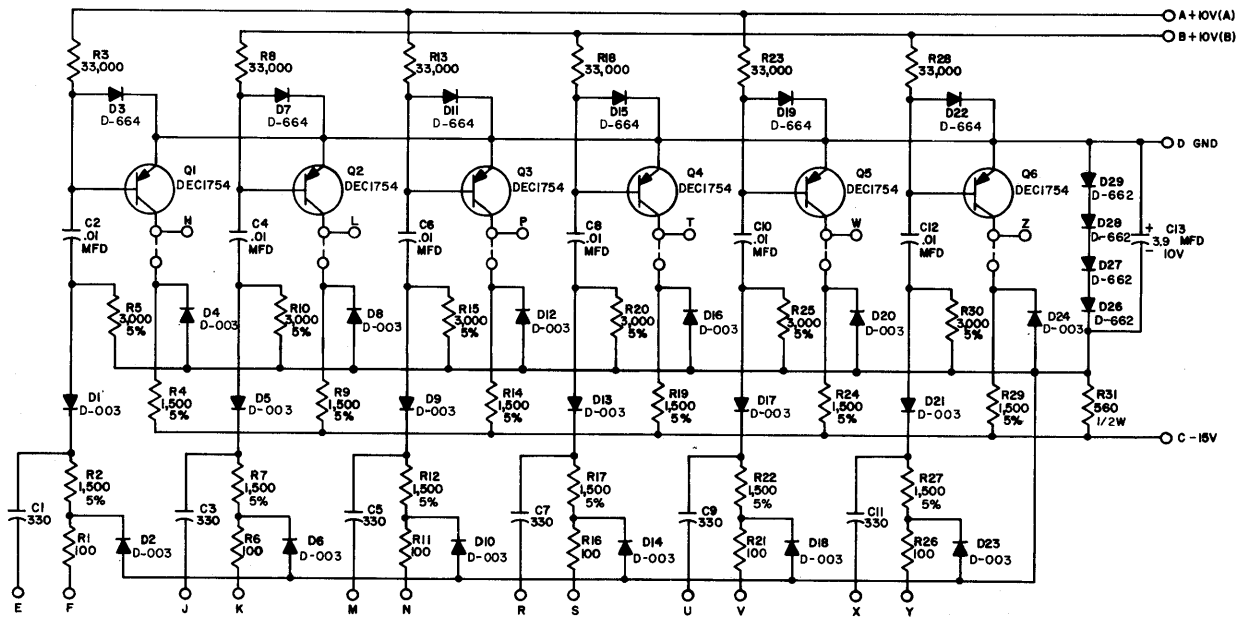 A+10V(A)
B+10V(B)
R3
33,000
R8
33,000
R13
33,000
R18
33,000
R23
33,000
R28
33,000
D3
D-664
D7
D-664
D11
D-664
D15
D-664
D19
D-664
D22
D-664
D GND
Q1
DEC1754
Q2
DEC1754
Q3
DEC1754
Q4
DEC1754
Q5
DEC1754
Q6
DEC1754
D29
D-662
D28
D-662
D27
D-662
D26
D-662
+
C13
3.9 MFD
-
10V
H
L
P
T
W
Z
C2
.01
MFD
C4
.01
MFD
C6
.01
MFD
C8
.01
MFD
C10
.01
MFD
C12
.01
MFD
R5
3,000
5%
D4
D-003
R10
3,000
5%
D8
D-003
R15
3,000
5%
D12
D-003
R20
3,000
5%
D16
D-003
R25
3,000
5%
D20
D-003
R30
3,000
5%
D24
D-003
D1
D-003
R4
1,500
5%
D5
D-003
R9
1,500
5%
D9
D-003
R14
1,500
5%
D13
D-003
R19
1,500
5%
D17
D-003
R24
1,500
5%
D21
D-003
R29
1,500
5%
R31
560
1/2W
C -15V
C1
330
R2
1,500
5%
C3
330
R7
1,500
5%
C5
330
R12
1,500
5%
C7
330
R17
1,500
5%
C9
330
R22
1,500
5%
C11
330
R27
1,500
5%
R1
100
D2
D-003
R6
100
D6
D-003
R11
100
D10
D-003
R16
100
D14
D-003
R21
100
D18
D-003
R26
100
D23
D-003
E F J K M N R S U V X Y